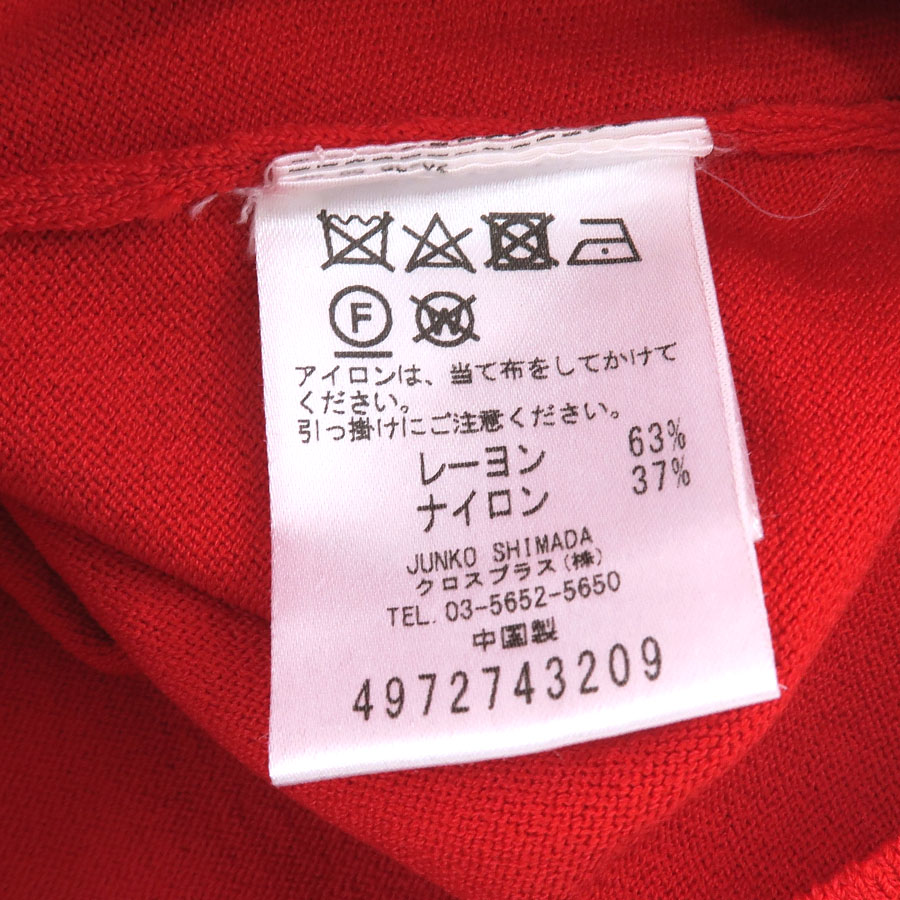 F W
アイロンは、当て布をしてかけて
ください。
引っ掛けにご注意ください。
レーヨン 63%
ナイロン 37%
JUNKO SHIMADA
クロスプラス(株)
TEL. 03-5652-5650
中国製
4972743209